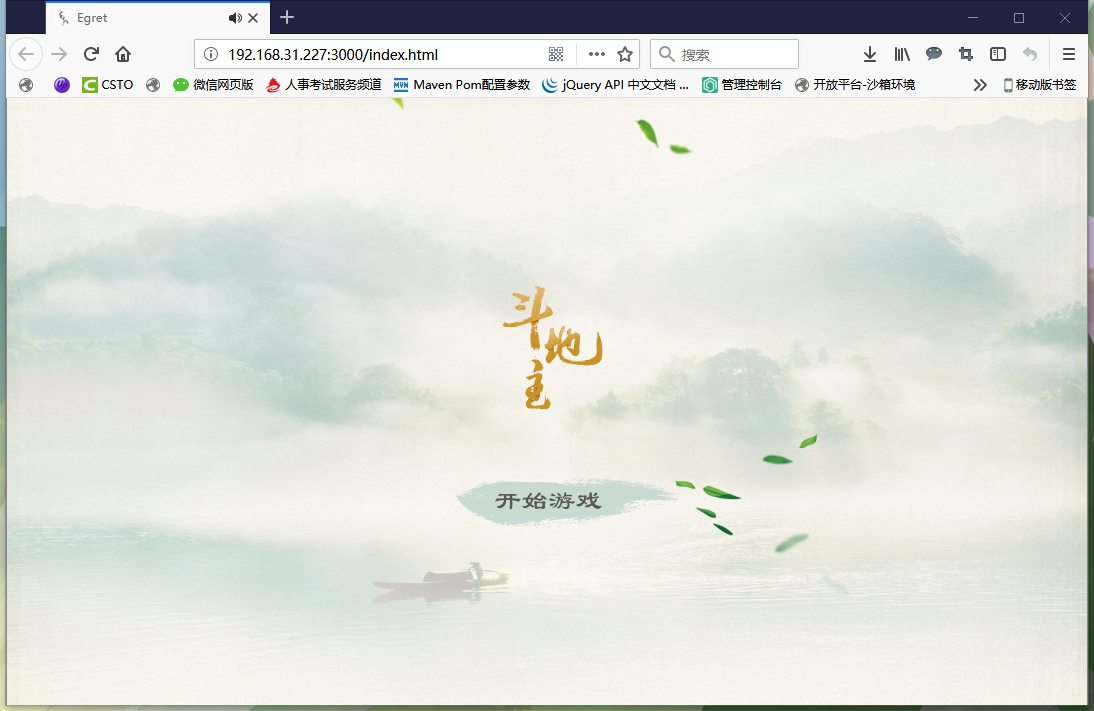 Egret
192.168.31.227:3000/index.html
搜索
CSTO 微信网页版 人事考试服务频道 MVN Maven Pom配置参数 jQuery API 中文文档 ... 管理控制台 开放平台-沙箱环境 移动版书签
斗
地
主
开始游戏